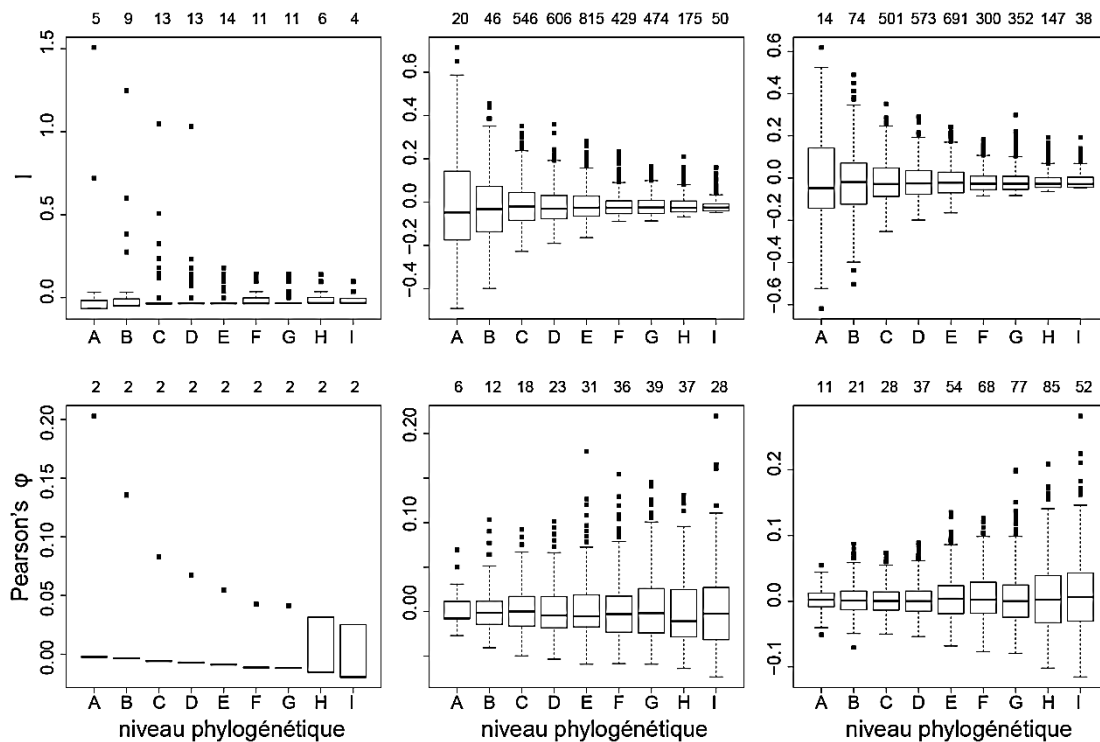 5 9 13 13 14 11 11 6 4
I
1.5
1.0
0.5
0.0
A B C D E F G H I
20 46 546 606 815 429 474 175 50
0.6
0.4
0.2
0.0
−0.2
−0.4
A B C D E F G H I
14 74 501 573 691 300 352 147 38
0.6
0.4
0.2
0.0
−0.2
−0.4
−0.6
A B C D E F G H I
2 2 2 2 2 2 2 2 2
Pearson's φ
0.20
0.15
0.10
0.05
0.00
A B C D E F G H I
niveau phylogénétique
6 12 18 23 31 36 39 37 28
0.20
0.10
0.00
A B C D E F G H I
niveau phylogénétique
11 21 28 37 54 68 77 85 52
0.2
0.1
0.0
−0.1
A B C D E F G H I
niveau phylogénétique